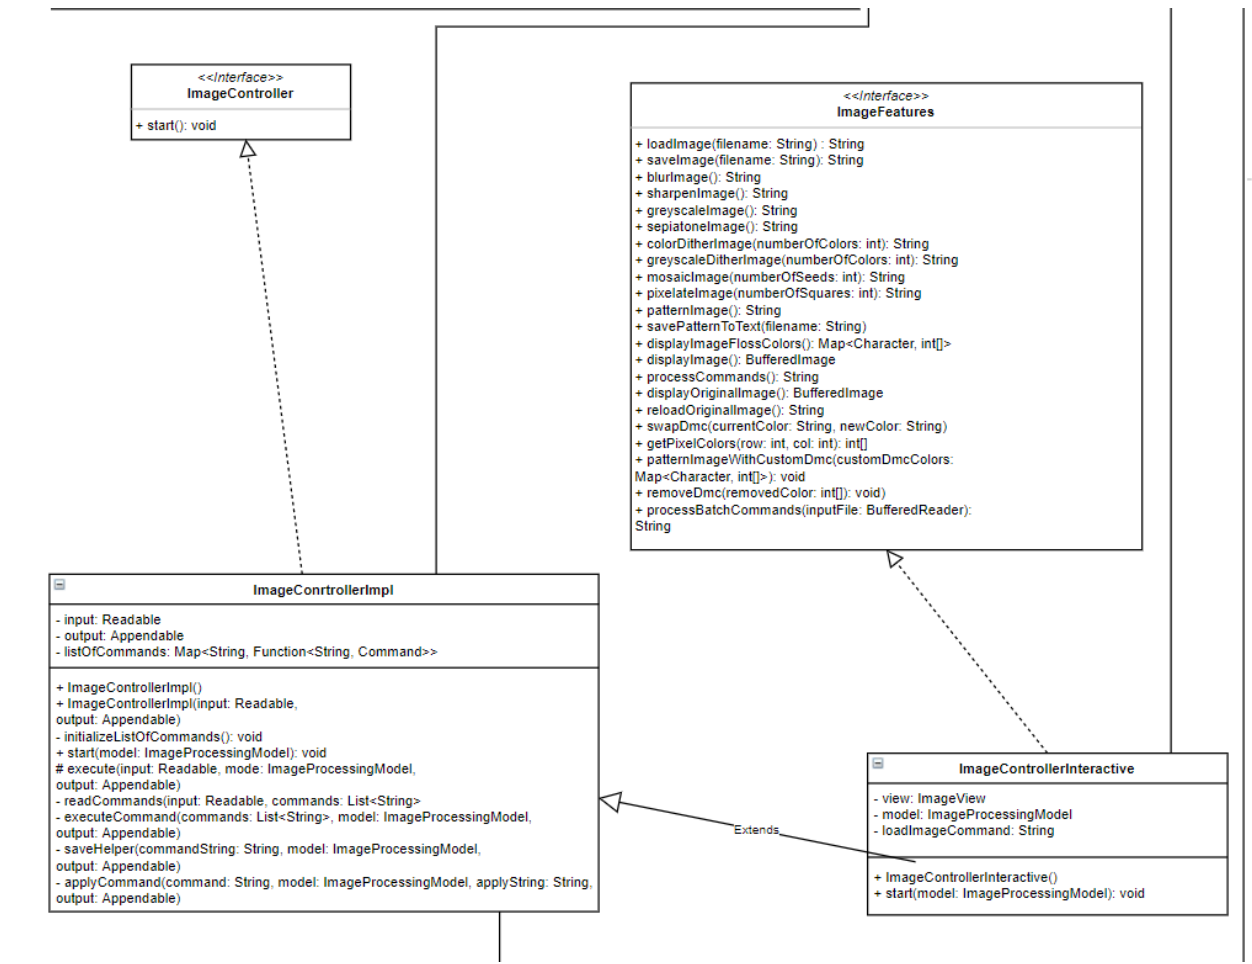 <<Interface>>
ImageController
+ start(): void
<<Interface>>
ImageFeatures
+ loadImage(filename: String) : String
+ saveImage(filename: String): String
+ blurImage(): String
+ sharpenImage(): String
+ greyscaleImage(): String
+ sepiatoneImage(): String
+ colorDitherImage(numberOfColors: int): String
+ greyscaleDitherImage(numberOfColors: int): String
+ mosaicImage(numberOfSeeds: int): String
+ pixelateImage(numberOfSquares: int): String
+ patternImage(): String
+ savePatternToText(filename: String)
+ displayImageFlossColors(): Map<Character, int[]>
+ displayImage(): BufferedImage
+ processCommands(): String
+ displayOriginalImage(): BufferedImage
+ reloadOriginalImage(): String
+ swapDmc(currentColor: String, newColor: String)
+ getPixelColors(row: int, col: int): int[]
+ patternImageWithCustomDmc(customDmcColors:
Map<Character, int[]>): void
+ removeDmc(removedColor: int[]): void)
+ processBatchCommands(inputFile: BufferedReader):
String
ImageConrtrollerImpl
- input: Readable
- output: Appendable
- listOfCommands: Map<String, Function<String, Command>>
+ ImageControllerImpl()
+ ImageControllerImpl(input: Readable,
output: Appendable)
- initializeListOfCommands(): void
+ start(model: ImageProcessingModel): void
# execute(input: Readable, mode: ImageProcessingModel,
output: Appendable)
- readCommands(input: Readable, commands: List<String>
- executeCommand(commands: List<String>, model: ImageProcessingModel,
output: Appendable)
- saveHelper(commandString: String, model: ImageProcessingModel,
output: Appendable)
- applyCommand(command: String, model: ImageProcessingModel, applyString: String,
output: Appendable)
Extends
ImageControllerInteractive
- view: ImageView
- model: ImageProcessingModel
- loadImageCommand: String
+ ImageControllerInteractive()
+ start(model: ImageProcessingModel): void